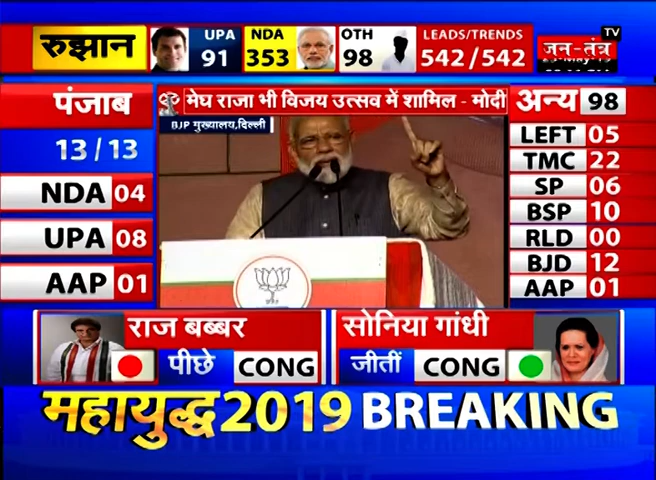 रुझान
UPA 91
NDA 353
OTH 98
LEADS/TRENDS
542/542
TV
जन-तंत्र
पंजाब
13/13
NDA 04
UPA 08
AAP 01
मेघ राजा भी विजय उत्सव में शामिल - मोदी
BJP मुख्यालय,दिल्ली
अन्य 98
LEFT 05
TMC 22
SP 06
BSP 10
RLD 00
BJD 12
AAP 01
राज बब्बर
पीछे CONG
सोनिया गांधी
जीतीं CONG
महायुद्ध 2019 BREAKING